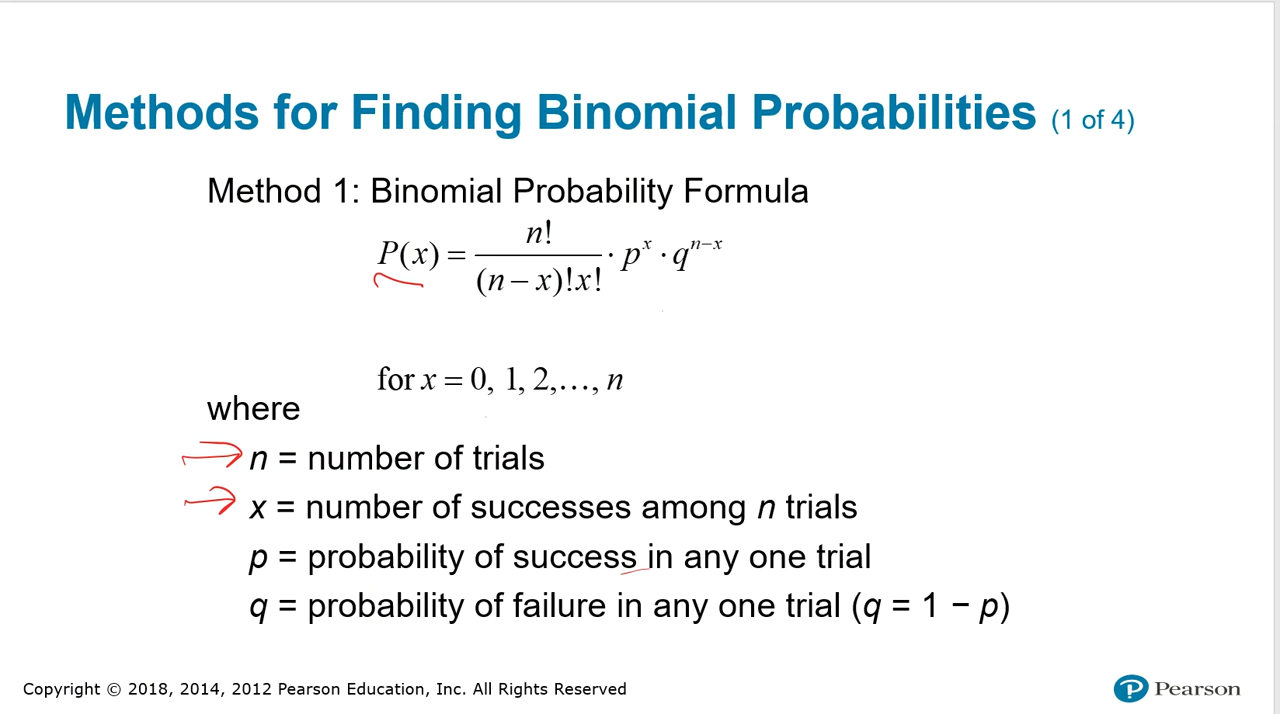 Methods for Finding Binomial Probabilities (1 of 4)
Method 1: Binomial Probability Formula
P(x) = n! / (n − x)!x! · pˣ · qⁿ⁻ˣ
for x = 0, 1, 2,…, n
where
n = number of trials
x = number of successes among n trials
p = probability of success in any one trial
q = probability of failure in any one trial (q = 1 − p)
Copyright © 2018, 2014, 2012 Pearson Education, Inc. All Rights Reserved
P Pearson